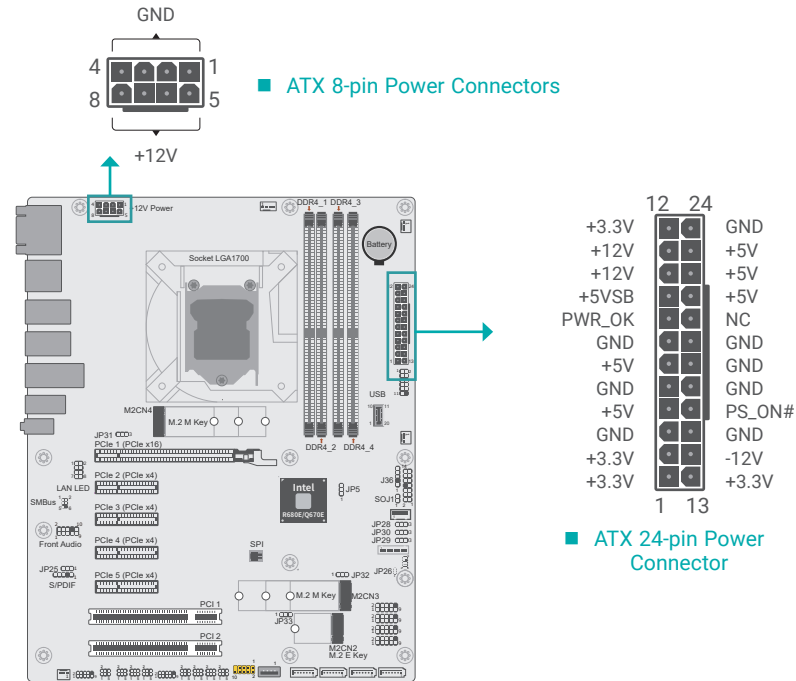 GND
4 1
8 5
+12V
■ ATX 8-pin Power Connectors
+12V Power
DDR4_1 DDR4_3
Battery
Socket LGA1700
USB
M2CN4
M.2 M Key
DDR4_2 DDR4_4
JP31
PCIe 1 (PCIe x16)
PCIe 2 (PCIe x4)
LAN LED
SMBus
PCIe 3 (PCIe x4)
Front Audio
PCIe 4 (PCIe x4)
JP25
S/PDIF
PCIe 5 (PCIe x4)
Intel
R680E/Q670E
JP5
J36
SOJ1
JP28
JP30
JP29
SPI
JP26
JP32
M.2 M Key
M2CN3
JP33
PCI 1
PCI 2
M2CN2
M.2 E Key
12 24
+3.3V GND
+12V +5V
+12V +5V
+5VSB +5V
PWR_OK NC
GND GND
+5V GND
GND GND
+5V PS_ON#
GND GND
+3.3V -12V
+3.3V +3.3V
1 13
■ ATX 24-pin Power
Connector